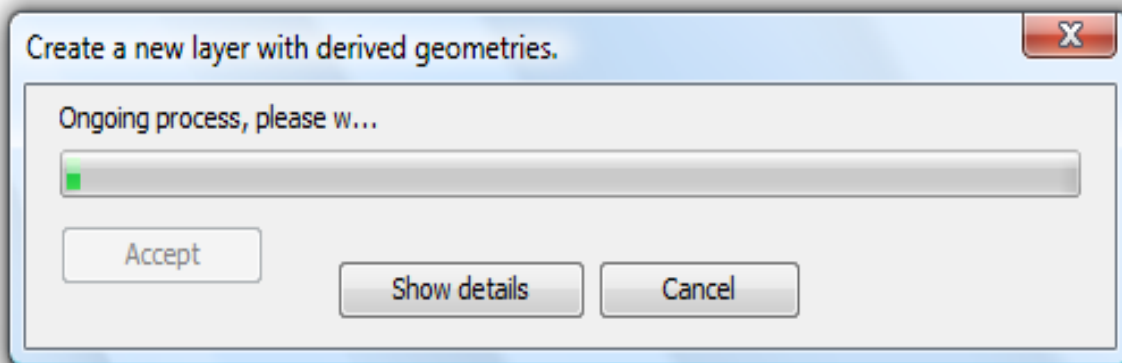 Create a new layer with derived geometries.
X
Ongoing process, please w...
Accept
Show details
Cancel